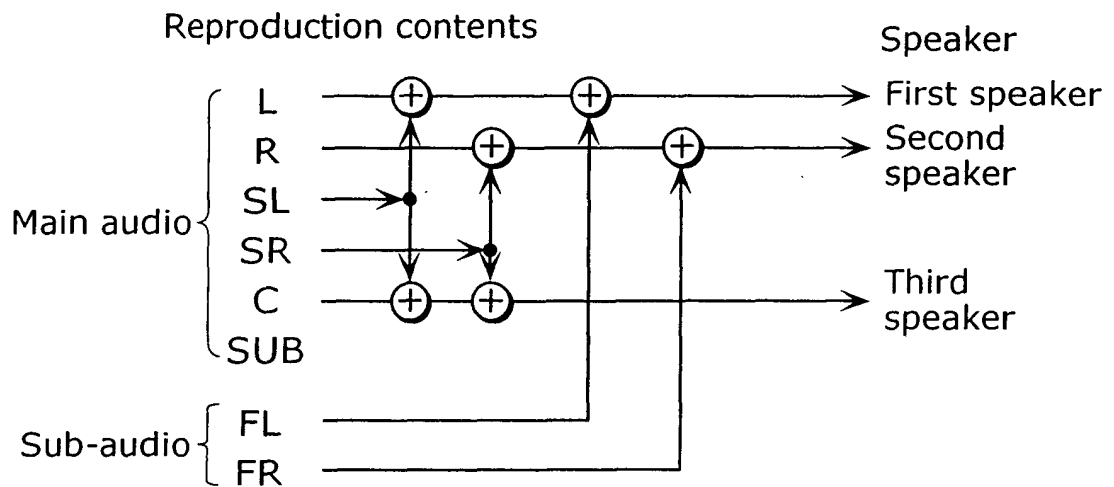 Reproduction contents
Speaker
Main audio
L
R
SL
SR
C
SUB
Sub-audio
FL
FR
First speaker
Second
speaker
Third
speaker